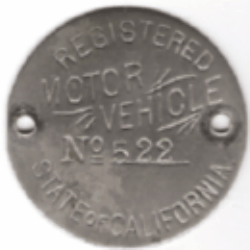 REGISTERED
MOTOR
VEHICLE
No 522
STATE OF CALIFORNIA